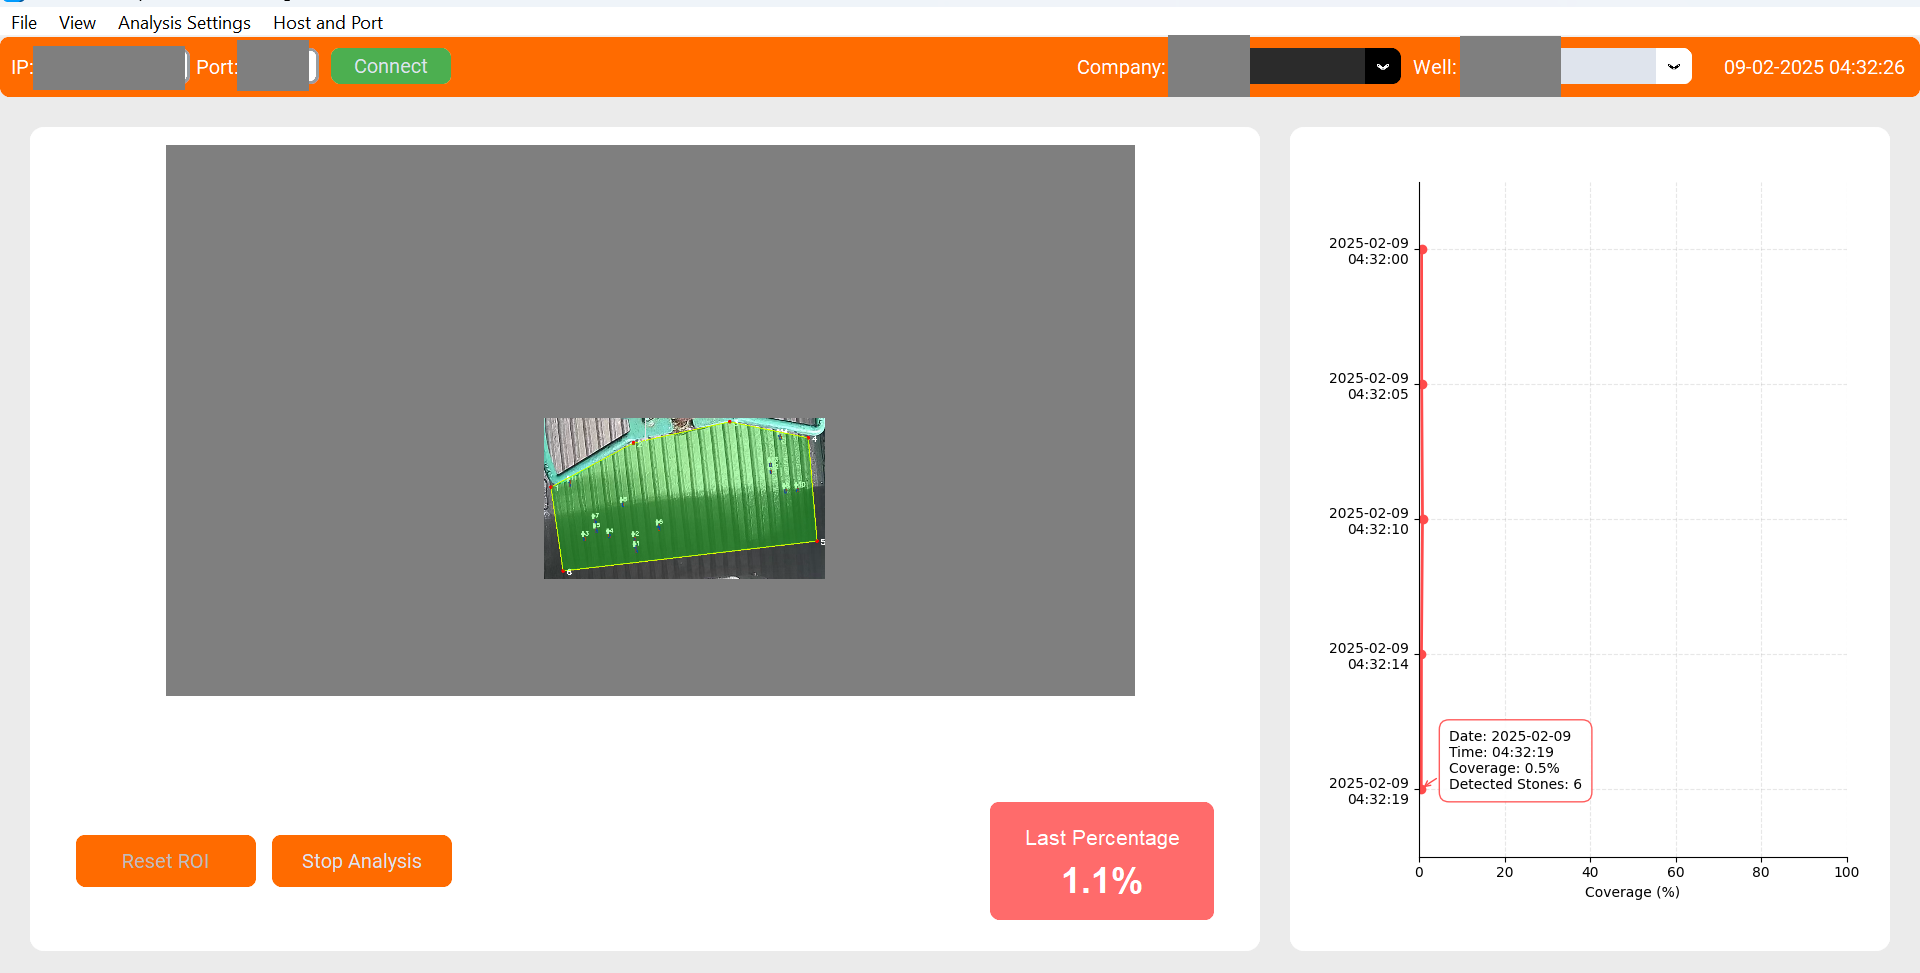 File View Analysis Settings Host and Port
IP: Port: Connect Company: Well: 09-02-2025 04:32:26
2025-02-09
04:32:00
2025-02-09
04:32:05
2025-02-09
04:32:10
2025-02-09
04:32:14
2025-02-09
04:32:19
Date: 2025-02-09
Time: 04:32:19
Coverage: 0.5%
Detected Stones: 6
0 20 40 60 80 100
Coverage (%)
Reset ROI Stop Analysis
Last Percentage
1.1%